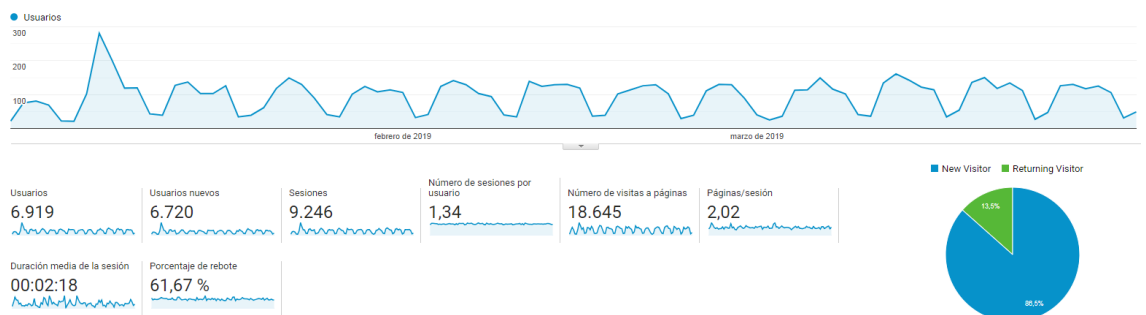 Usuarios
300
200
100
febrero de 2019
marzo de 2019
New Visitor
Returning Visitor
Usuarios
6.919
Usuarios nuevos
6.720
Sesiones
9.246
Número de sesiones por
usuario
1,34
Número de visitas a páginas
18.645
Páginas/sesión
2,02
13,5%
86,5%
Duración media de la sesión
00:02:18
Porcentaje de rebote
61,67 %